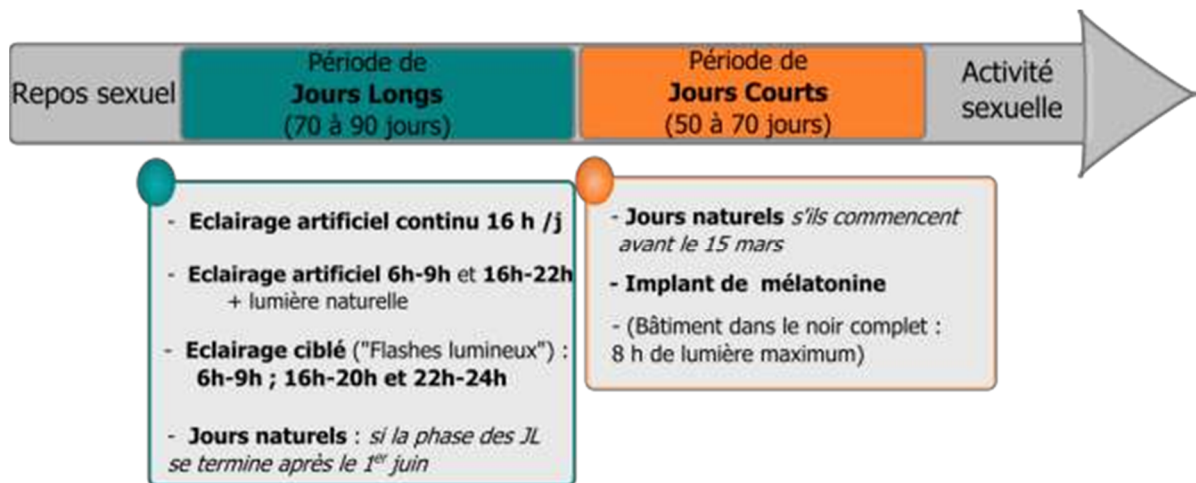 Repos sexuel
Période de
Jours Longs
(70 à 90 jours)
Période de
Jours Courts
(50 à 70 jours)
Activité
sexuelle
- Eclairage artificiel continu 16 h /j
- Eclairage artificiel 6h-9h et 16h-22h
+ lumière naturelle
- Eclairage ciblé ("Flashes lumineux") :
6h-9h ; 16h-20h et 22h-24h
- Jours naturels : si la phase des JL
se termine après le 1er juin
- Jours naturels s'ils commencent
avant le 15 mars
- Implant de mélatonine
- (Bâtiment dans le noir complet :
8 h de lumière maximum)